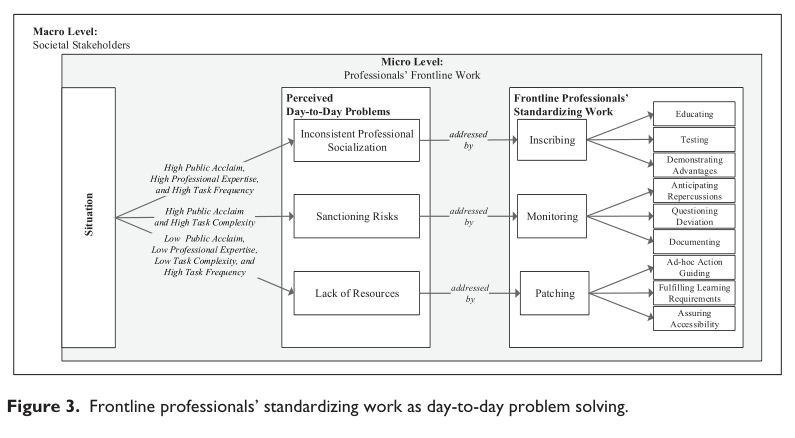 Macro Level:
Societal Stakeholders
Micro Level:
Professionals' Frontline Work
Situation
High Public Acclaim,
High Professional Expertise,
and High Task Frequency
High Public Acclaim
and High Task Complexity
Low Public Acclaim,
Low Professional Expertise,
Low Task Complexity, and
High Task Frequency
Perceived
Day-to-Day Problems
Inconsistent Professional
Socialization
Sanctioning Risks
Lack of Resources
addressed
by
addressed
by
addressed
by
Frontline Professionals'
Standardizing Work
Inscribing
Monitoring
Patching
Educating
Testing
Demonstrating
Advantages
Anticipating
Repercussions
Questioning
Deviation
Documenting
Ad-hoc Action
Guiding
Fulfilling Learning
Requirements
Assuring
Accessibility
Figure 3. Frontline professionals' standardizing work as day-to-day problem solving.